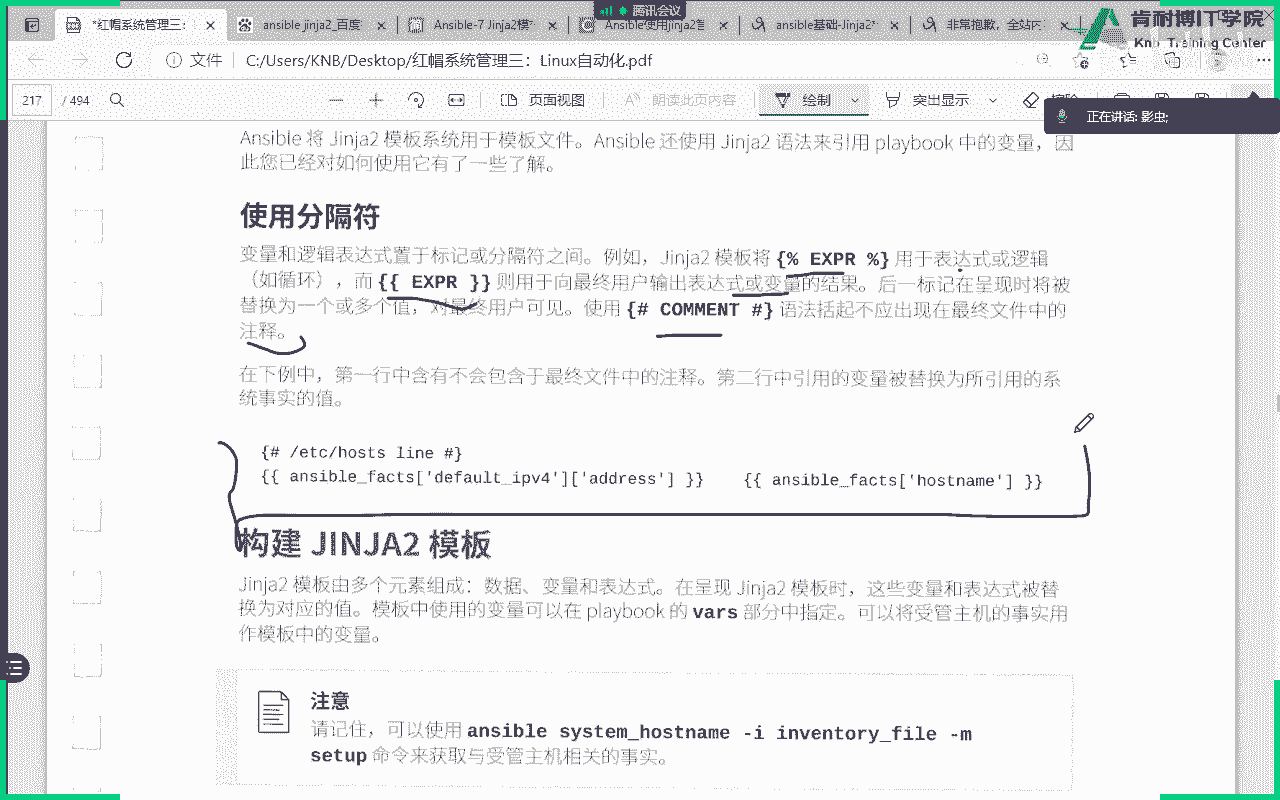 腾讯会议
*红帽系统管理三:
ansible jinja2_百度
Ansible-7 Jinja2模"
Ansible使用jinja2管
ansible基础-Jinja2"
非常抱歉,全站内
肯耐博IT学院
Knb Training Center
文件
C:/Users/KNB/Desktop/红帽系统管理三:Linux自动化.pdf
217 / 494
页面视图
朗读此页内容
绘制
突出显示
擦除
正在讲话: 影虫;
Ansible 将 Jinja2 模板系统用于模板文件。Ansible 还使用 Jinja2 语法来引用 playbook 中的变量,因
此您已经对如何使用它有了一些了解。
使用分隔符
变量和逻辑表达式置于标记或分隔符之间。例如,Jinja2 模板将 {% EXPR %} 用于表达式或逻辑
(如循环),而 {{ EXPR }} 则用于向最终用户输出表达式或变量的结果。后一标记在呈现时将被
替换为一个或多个值,对最终用户可见。使用 {# COMMENT #} 语法括起不应出现在最终文件中的
注释。
在下例中,第一行中含有不会包含于最终文件中的注释。第二行中引用的变量被替换为所引用的系
统事实的值。
{# /etc/hosts line #}
{{ ansible_facts['default_ipv4']['address'] }} {{ ansible_facts['hostname'] }}
构建 JINJA2 模板
Jinja2 模板由多个元素组成:数据、变量和表达式。在呈现 Jinja2 模板时,这些变量和表达式被替
换为对应的值。模板中使用的变量可以在 playbook 的 vars 部分中指定。可以将受管主机的事实用
作模板中的变量。
注意
请记住,可以使用 ansible system_hostname -i inventory_file -m
setup 命令来获取与受管主机相关的事实。